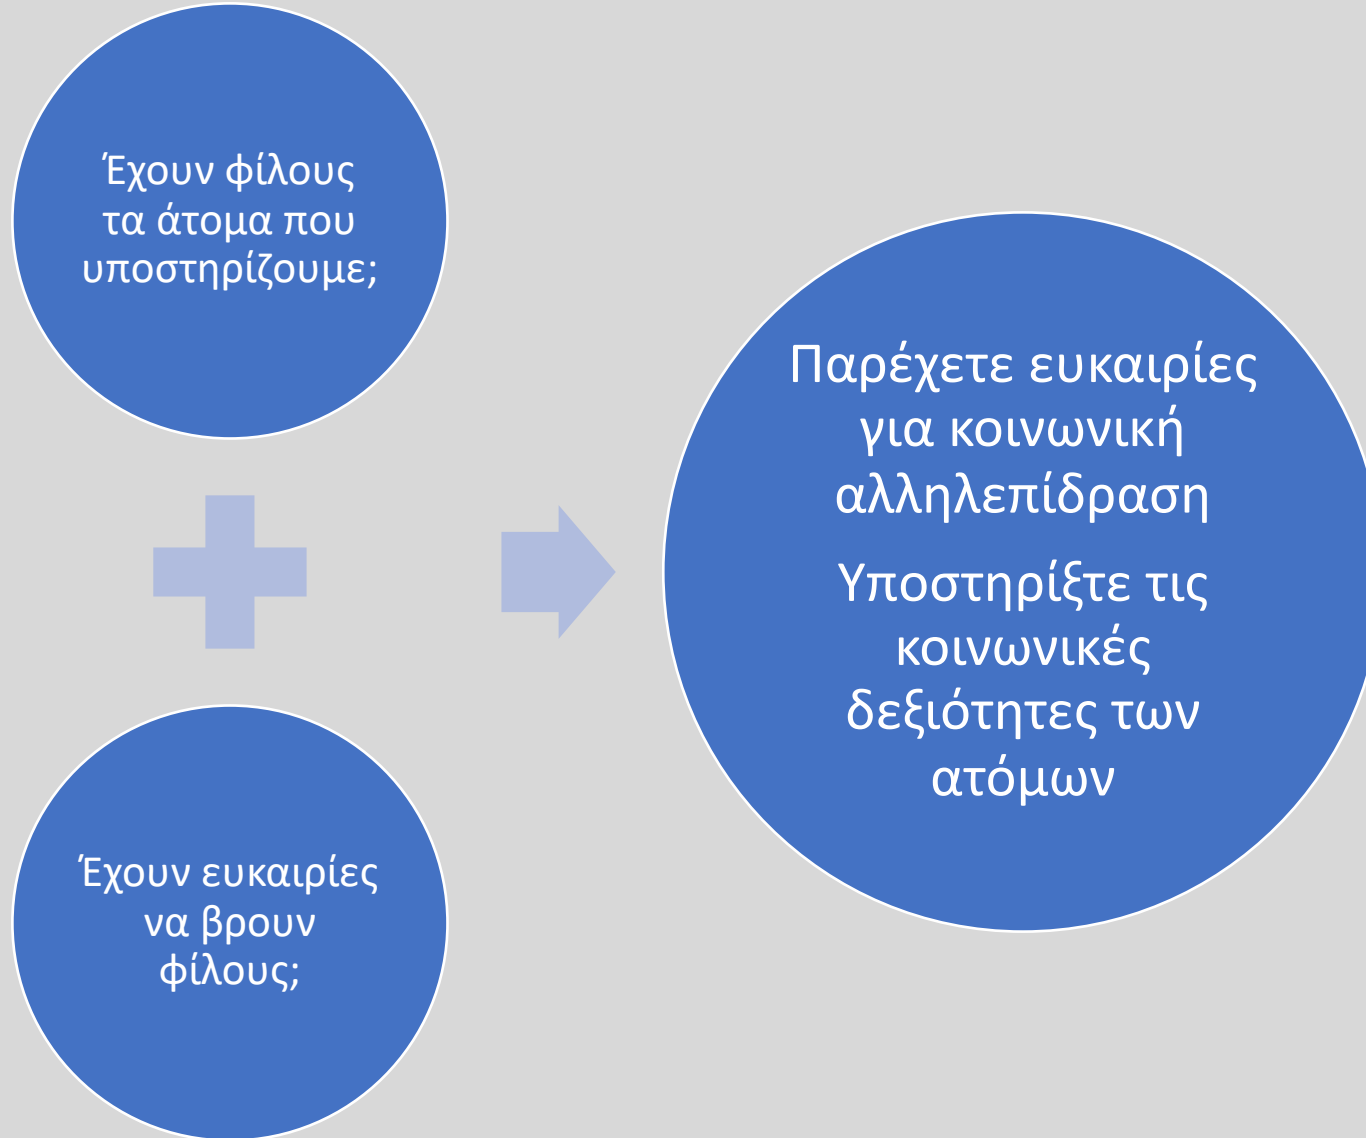 Έχουν φίλους
τα άτομα που
υποστηρίζουμε;
Έχουν ευκαιρίες
να βρουν
φίλους;
Παρέχετε ευκαιρίες
για κοινωνική
αλληλεπίδραση
Υποστηρίξτε τις
κοινωνικές
δεξιότητες των
ατόμων